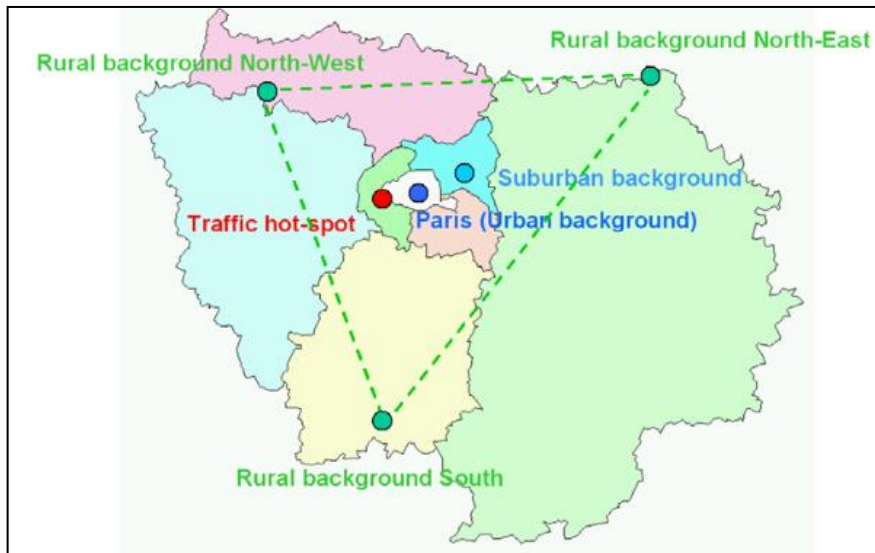 Rural background North-East
Rural background North-West
Suburban background
Traffic hot-spot
Paris (Urban background)
Rural background South